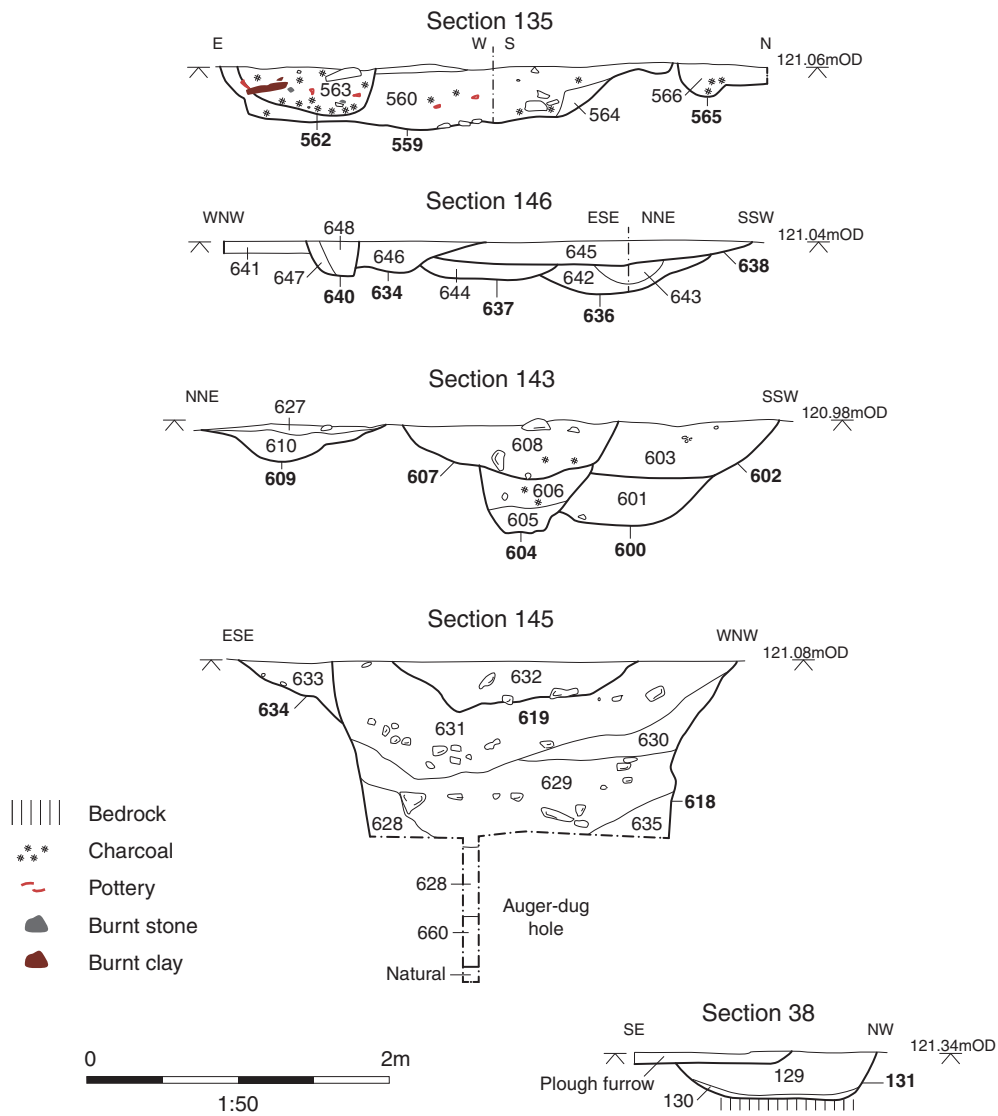 Section 135
E W S N
121.06mOD
563
560
566
564
565
562
559
Section 146
WNW ESE NNE SSW
121.04mOD
648
645
646
641
647
642
638
640
634
644
643
637
636
Section 143
NNE SSW
120.98mOD
627
608
610
603
609
607
602
606
601
605
604
600
Section 145
ESE WNW
121.08mOD
633
632
634
619
631
630
629
618
628
635
628
Auger-dug
hole
660
Natural
Bedrock
Charcoal
Pottery
Burnt stone
Burnt clay
0 2m
1:50
Section 38
SE NW
121.34mOD
Plough furrow
129
131
130